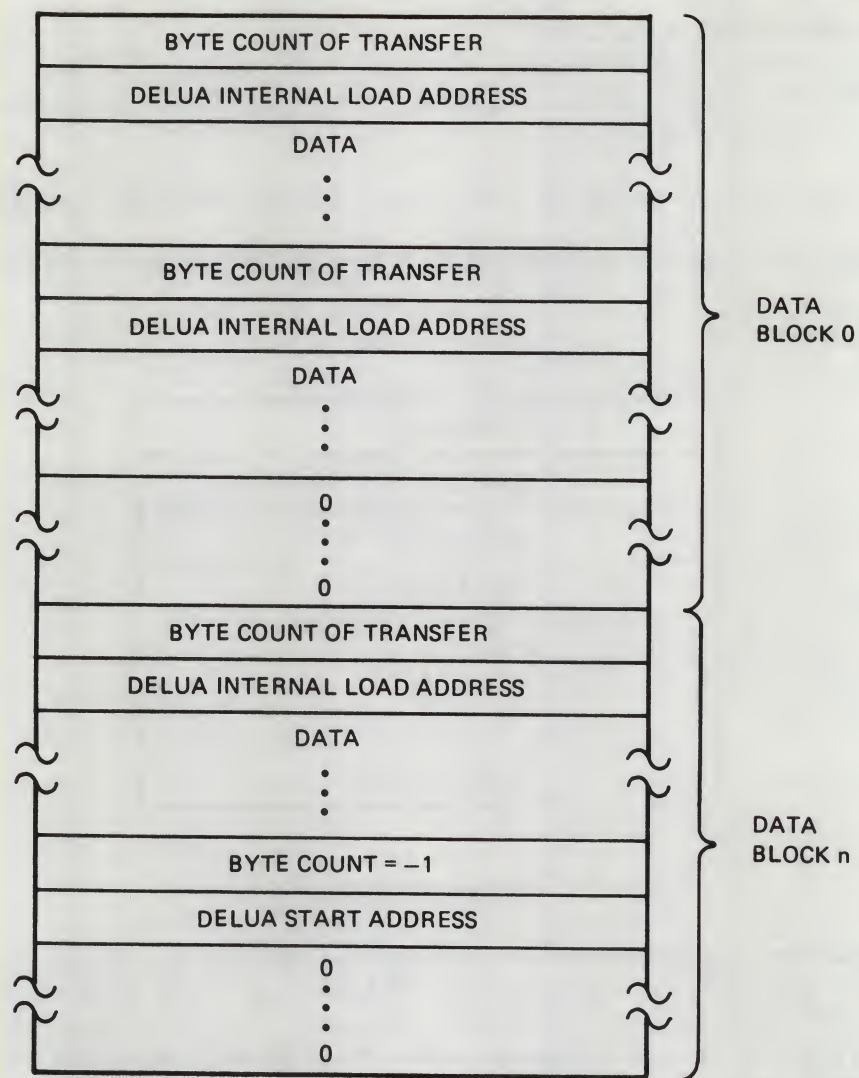 BYTE COUNT OF TRANSFER
DELUA INTERNAL LOAD ADDRESS
DATA
BYTE COUNT OF TRANSFER
DELUA INTERNAL LOAD ADDRESS
DATA
0
0
DATA
BLOCK 0
BYTE COUNT OF TRANSFER
DELUA INTERNAL LOAD ADDRESS
DATA
BYTE COUNT = –1
DELUA START ADDRESS
0
0
DATA
BLOCK n